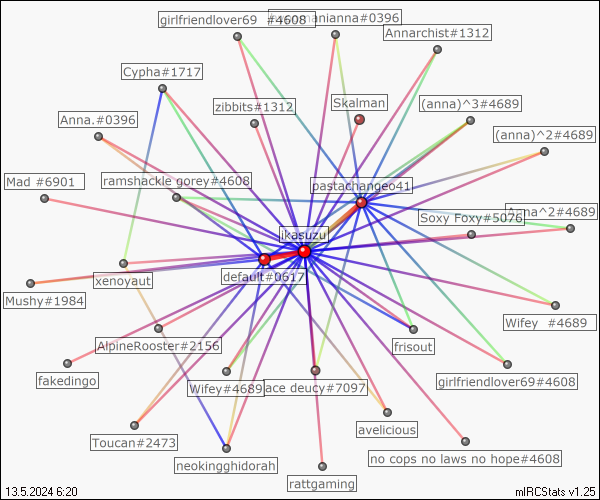 girlfriendlover69 #4608
#0396
Annarchist#1312
Cypha#1717
zibbits#1312
Skalman
(anna)^3#4689
Anna.#0396
(anna)^2#4689
Mad #6901
ramshackle gorey#4608
pastachangeo41
Soxy Foxy#5076
Anna^2#4689
ikasuzu
default#0617
xenoyaut
Mushy#1984
Wifey #4689
AlpineRooster#2156
frisout
fakedingo
Wifey#4689
ace deucy#7097
girlfriendlover69#4608
Toucan#2473
avelicious
neokingghidorah
no cops no laws no hope#4608
rattgaming
13.5.2024 6:20
mIRCStats v1.25